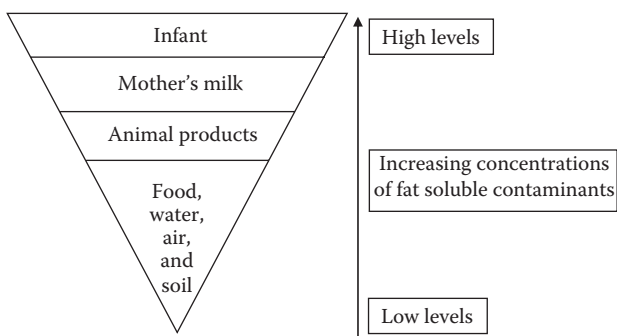 Infant
Mother's milk
Animal products
Food,
water,
air,
and
soil
High levels
Increasing concentrations
of fat soluble contaminants
Low levels